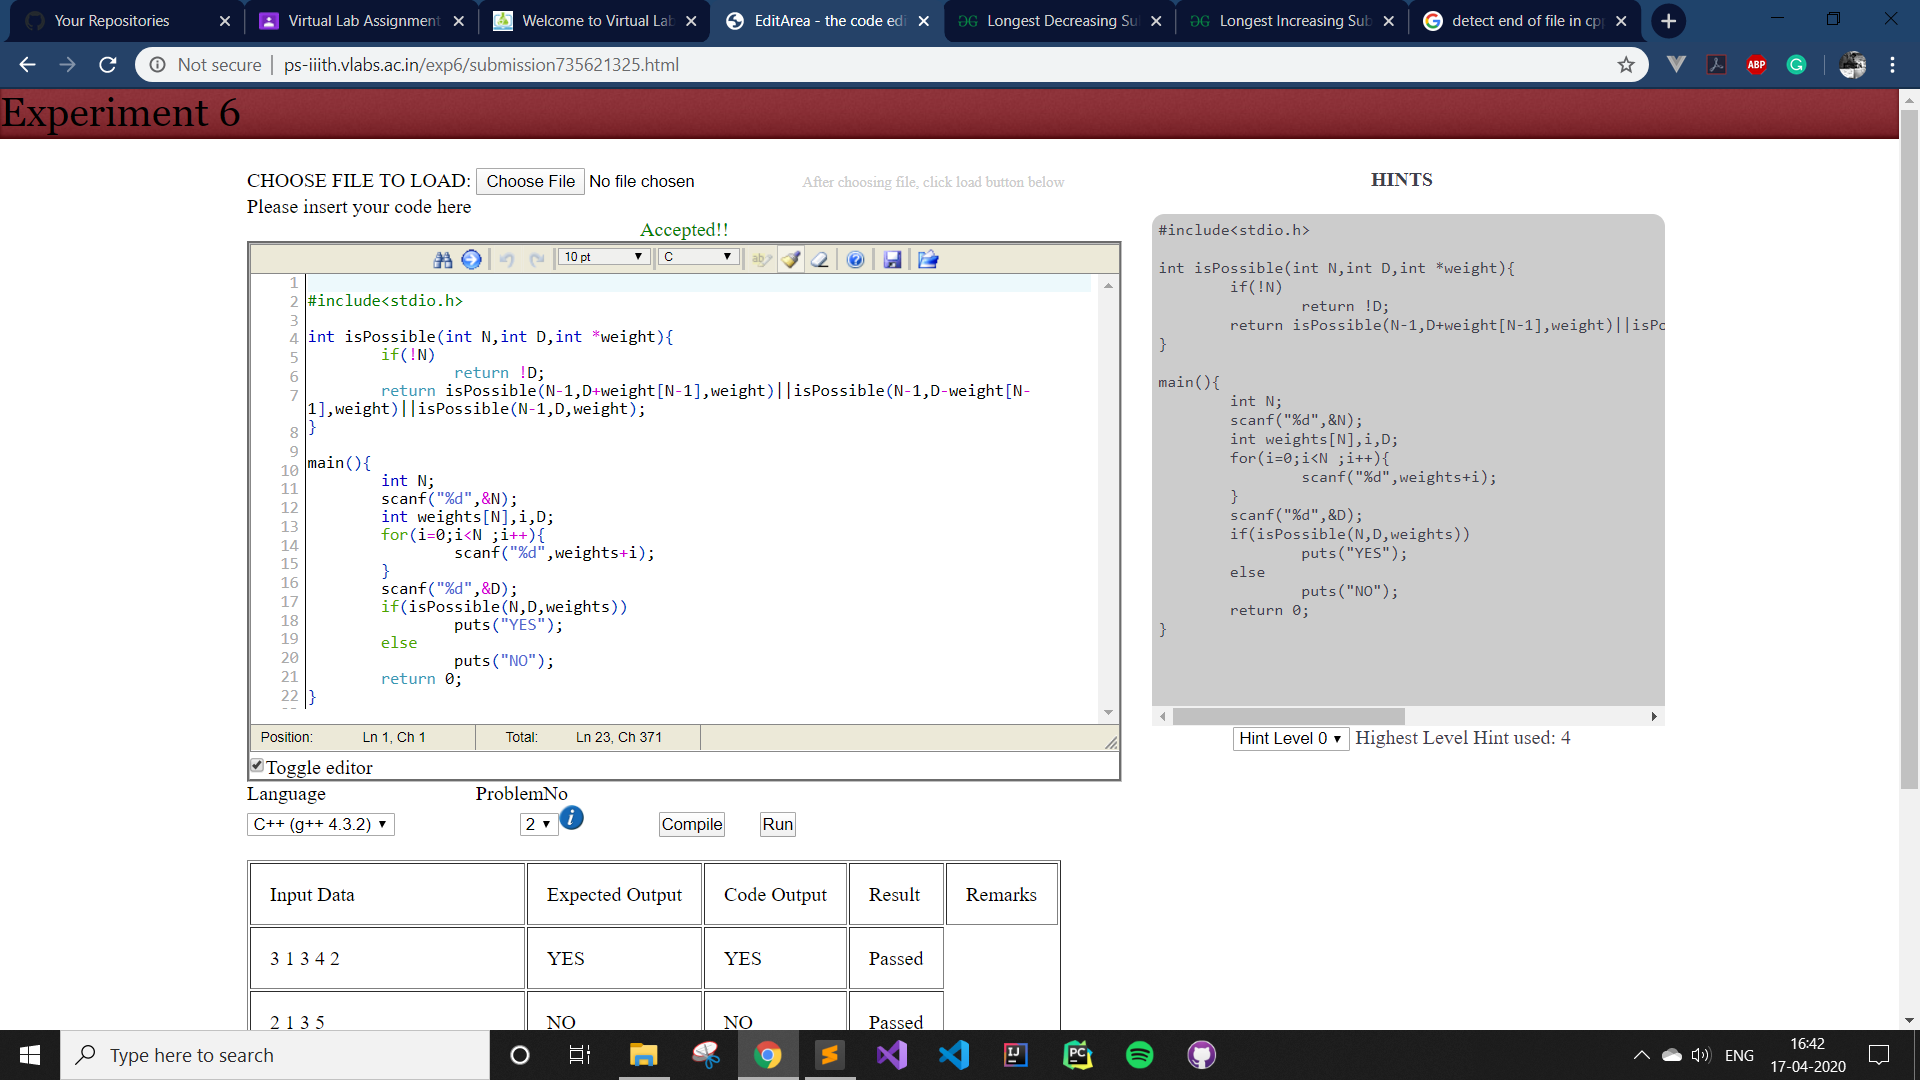 Your Repositories
Virtual Lab Assignment
Welcome to Virtual Lab
EditArea - the code edi
Longest Decreasing Su
Longest Increasing Sub
detect end of file in cpp
Not secure | ps-iiith.vlabs.ac.in/exp6/submission735621325.html
ABP
Experiment 6
CHOOSE FILE TO LOAD: Choose File No file chosen
After choosing file, click load button below
Please insert your code here
Accepted!!
10 pt
C
1
2 #include<stdio.h>
3
4 int isPossible(int N,int D,int *weight){
5 if(!N)
6 return !D;
7 return isPossible(N-1,D+weight[N-1],weight)||isPossible(N-1,D-weight[N-
1],weight)||isPossible(N-1,D,weight);
8 }
9
10 main(){
11 int N;
12 scanf("%d",&N);
13 int weights[N],i,D;
14 for(i=0;i<N ;i++){
15 scanf("%d",weights+i);
16 }
17 scanf("%d",&D);
18 if(isPossible(N,D,weights))
19 puts("YES");
20 else
21 puts("NO");
22 return 0;
}
Position: Ln 1, Ch 1 Total: Ln 23, Ch 371
Toggle editor
Language
ProblemNo
C++ (g++ 4.3.2)
2
i
Compile
Run
Input Data Expected Output Code Output Result Remarks
3 1 3 4 2 YES YES Passed
2 1 3 5 NO NO Passed
HINTS
#include<stdio.h>
int isPossible(int N,int D,int *weight){
if(!N)
return !D;
return isPossible(N-1,D+weight[N-1],weight)||isPo
}
main(){
int N;
scanf("%d",&N);
int weights[N],i,D;
for(i=0;i<N ;i++){
scanf("%d",weights+i);
}
scanf("%d",&D);
if(isPossible(N,D,weights))
puts("YES");
else
puts("NO");
return 0;
}
Hint Level 0 Highest Level Hint used: 4
Type here to search
IJ
PC
ENG
16:42
17-04-2020